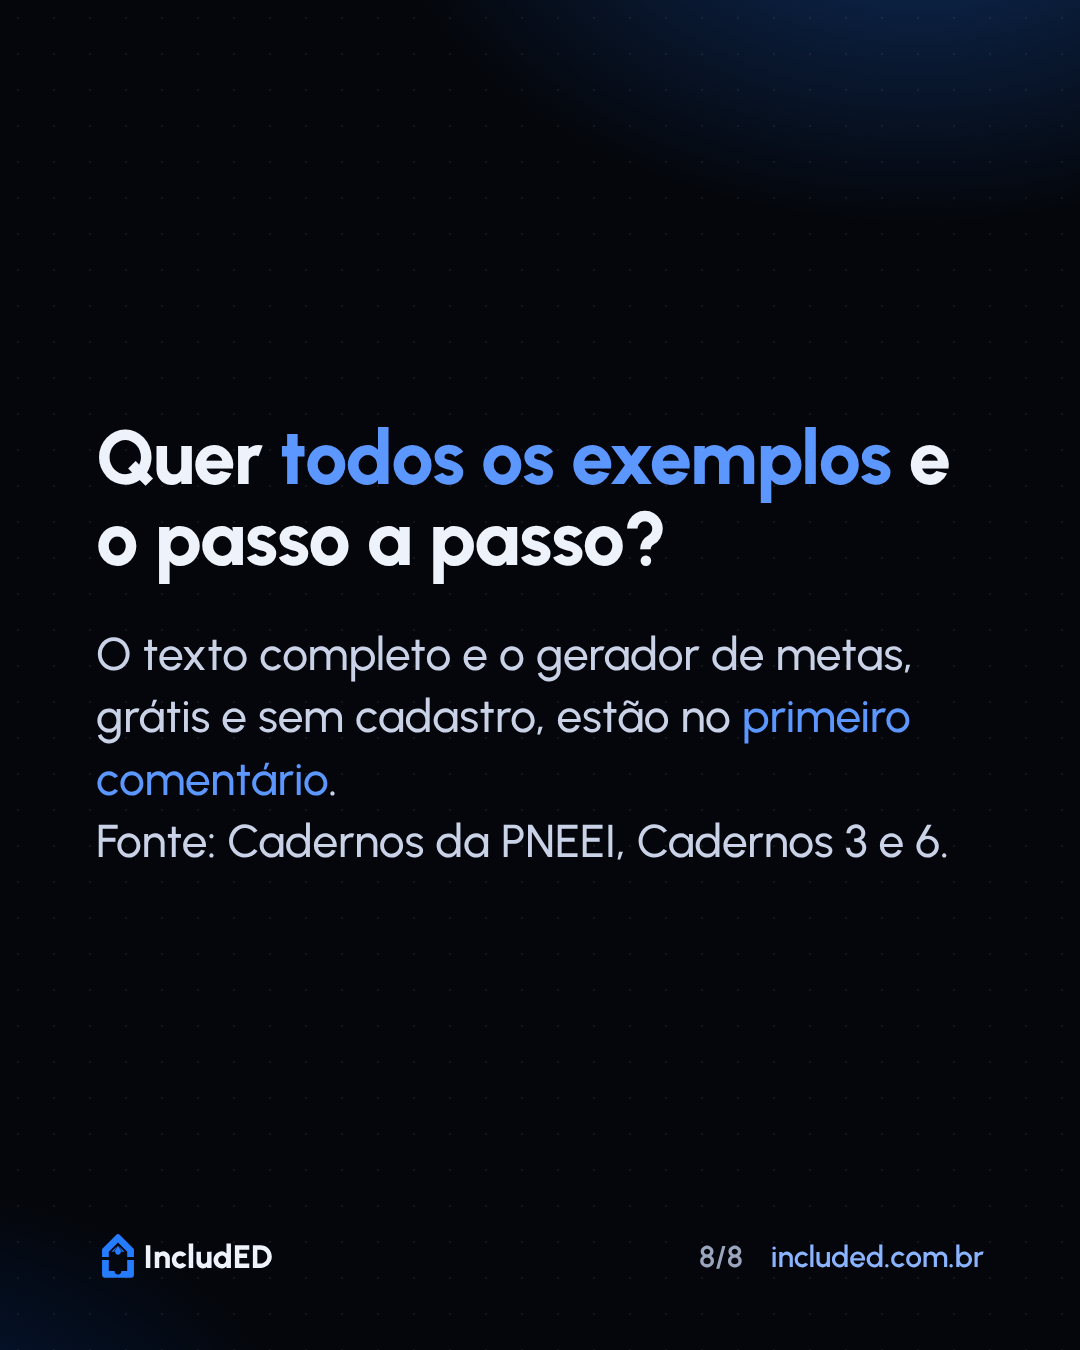 Quer todos os exemplos e
o passo a passo?
O texto completo e o gerador de metas,
grátis e sem cadastro, estão no primeiro
comentário.
Fonte: Cadernos da PNEEI, Cadernos 3 e 6.
IncludED
8/8 included.com.br